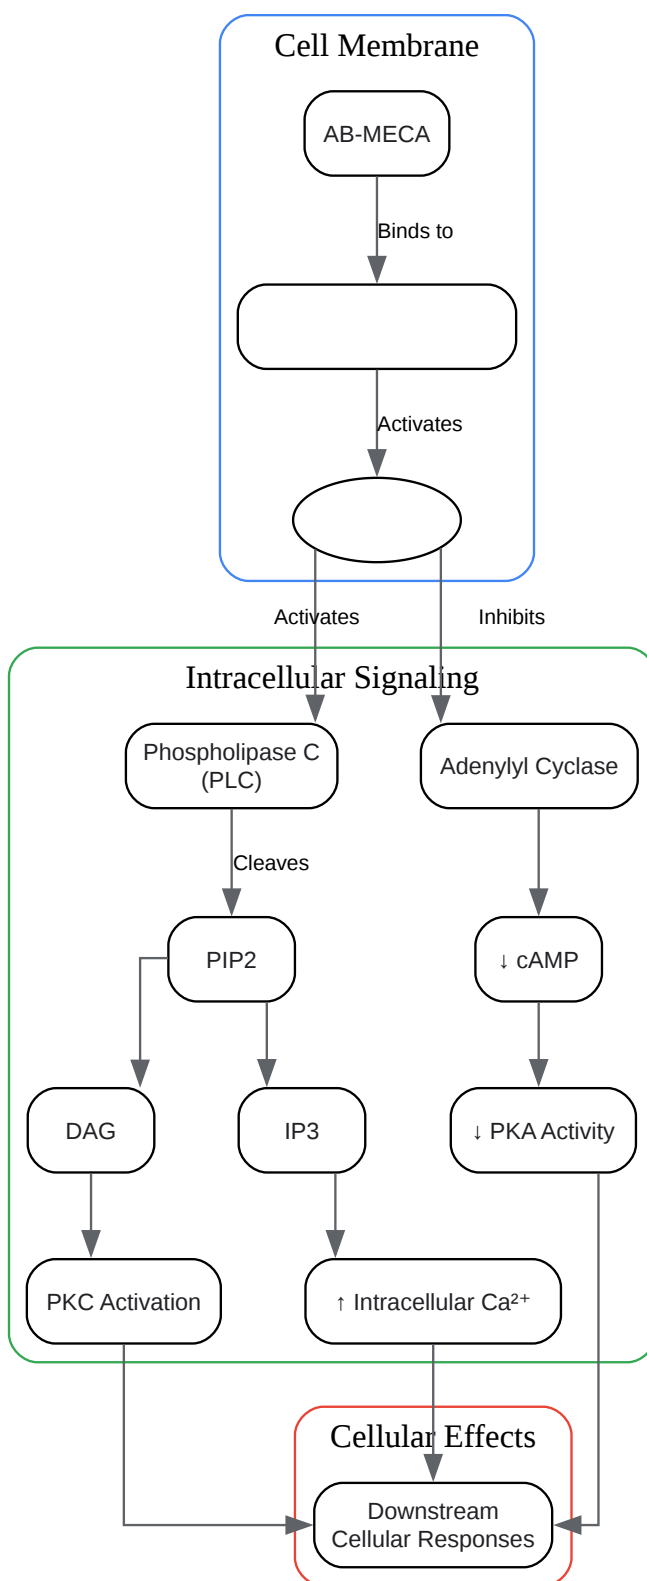 Cell Membrane
AB-MECA
Binds to
Activates
Activates
Inhibits
Intracellular Signaling
Phospholipase C
(PLC)
Adenylyl Cyclase
Cleaves
PIP2
↓ cAMP
DAG
IP3
↓ PKA Activity
PKC Activation
↑ Intracellular Ca²⁺
Cellular Effects
Downstream
Cellular Responses